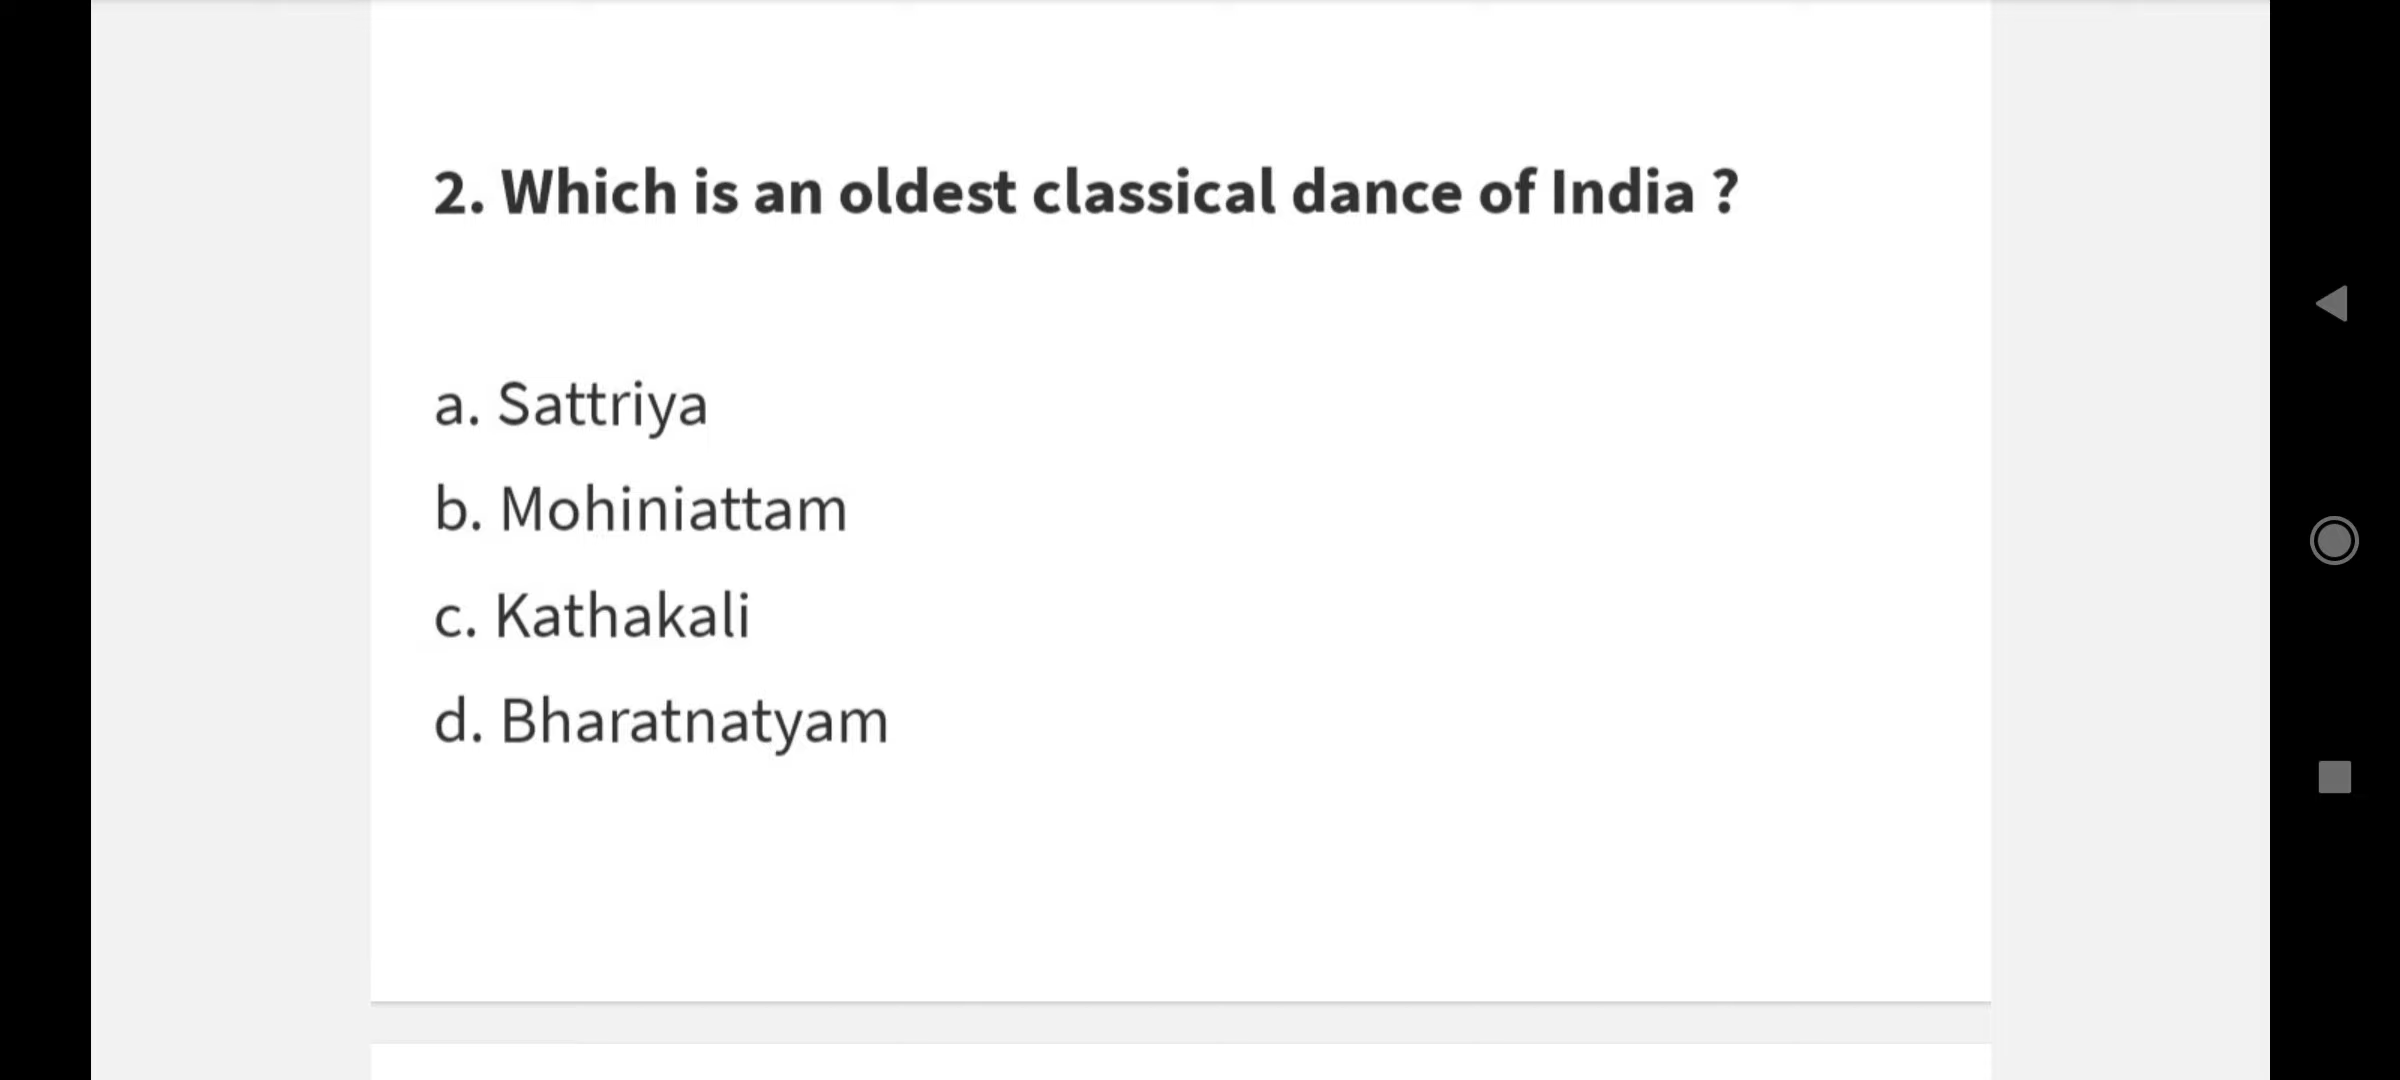 2. Which is an oldest classical dance of India ?
a. Sattriya
b. Mohiniattam
c. Kathakali
d. Bharatnatyam